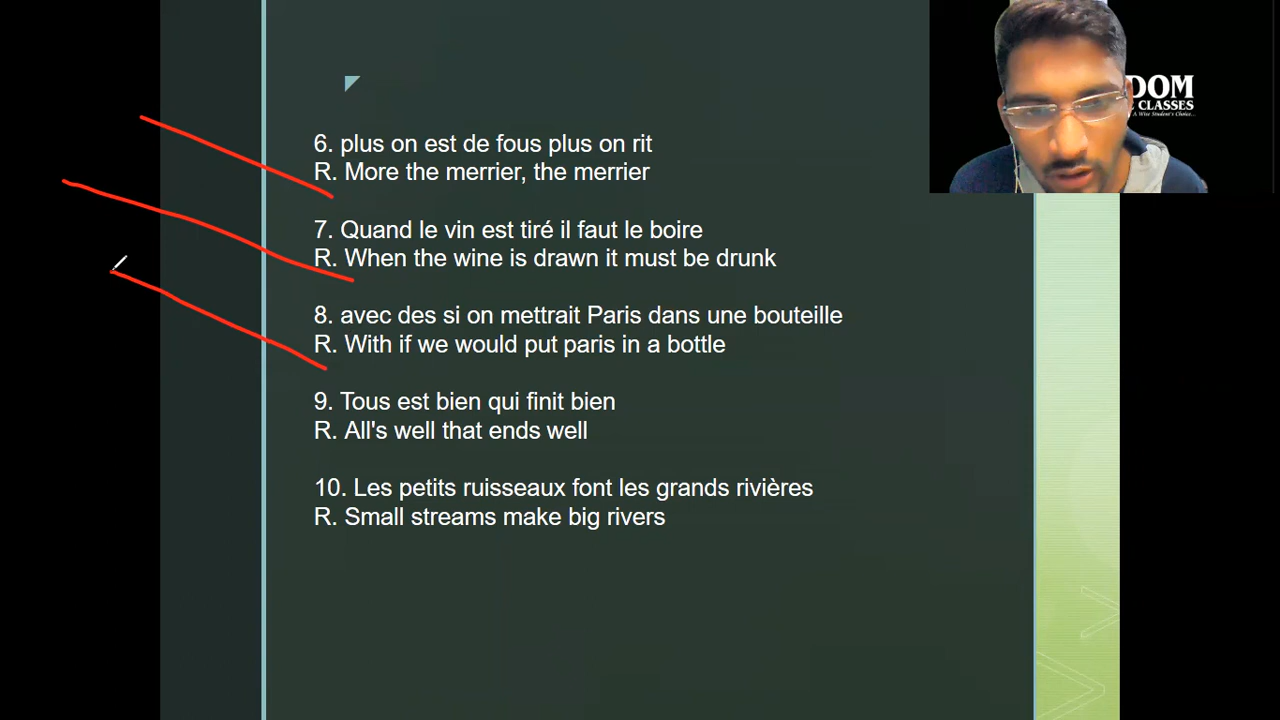 6. plus on est de fous plus on rit
R. More the merrier, the merrier
7. Quand le vin est tiré il faut le boire
R. When the wine is drawn it must be drunk
8. avec des si on mettrait Paris dans une bouteille
R. With if we would put paris in a bottle
9. Tous est bien qui finit bien
R. All's well that ends well
10. Les petits ruisseaux font les grands rivières
R. Small streams make big rivers
CLASSES
A Wise Student's Choice...